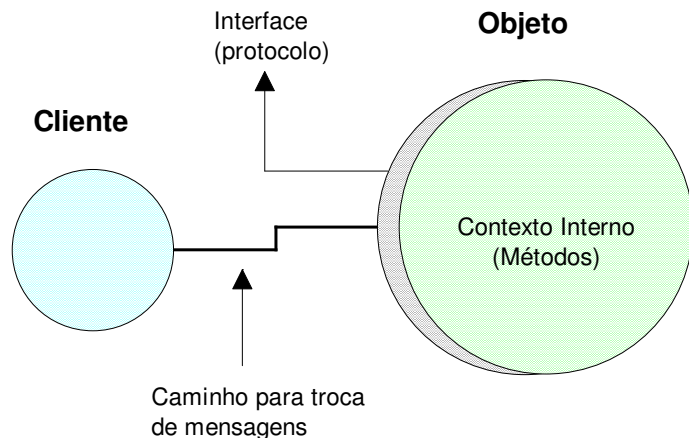 Interface
(protocolo)
Objeto
Cliente
Contexto Interno
(Métodos)
Caminho para troca
de mensagens